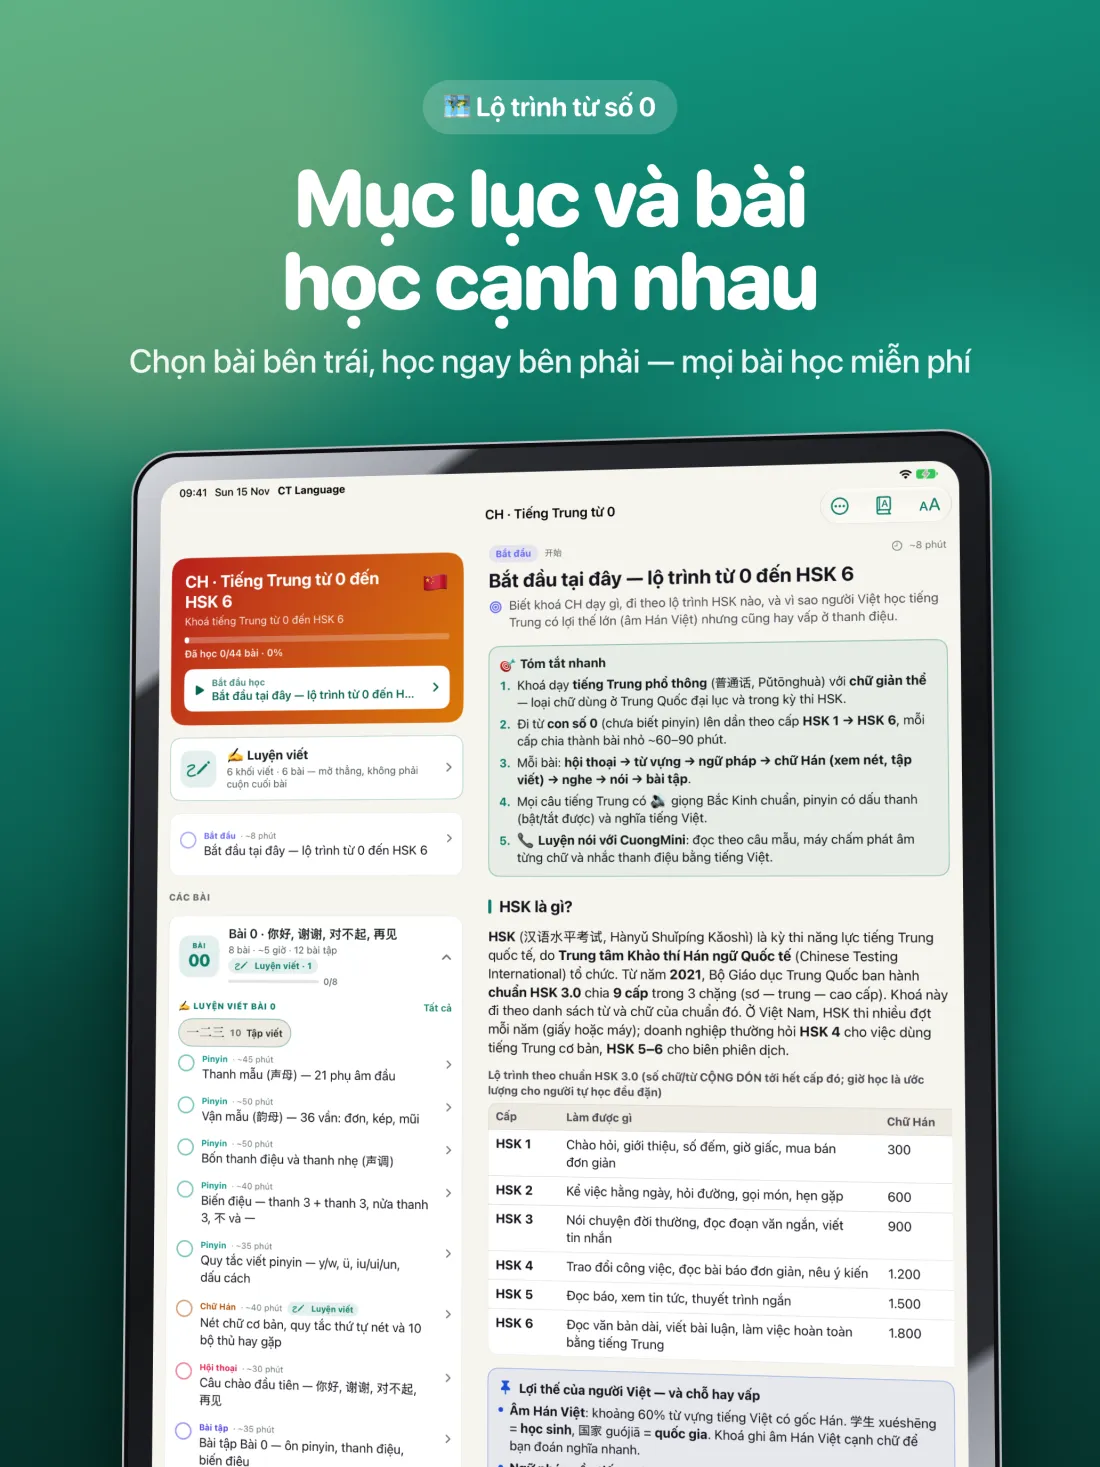 Lộ trình từ số 0
Mục lục và bài
học cạnh nhau
Chọn bài bên trái, học ngay bên phải — mọi bài học miễn phí
09:41 Sun 15 Nov CT Language
CH · Tiếng Trung từ 0
CH · Tiếng Trung từ 0 đến
HSK 6
Khoá tiếng Trung từ 0 đến HSK 6
Đã học 0/44 bài · 0%
Bắt đầu học
Bắt đầu tại đây — lộ trình từ 0 đến H...
Luyện viết
6 khối viết · 6 bài — mở thẳng, không phải
cuộn cuối bài
Bắt đầu · ~8 phút
Bắt đầu tại đây — lộ trình từ 0 đến HSK 6
CÁC BÀI
BÀI
00
Bài 0 · 你好, 谢谢, 对不起, 再见
8 bài · ~5 giờ · 12 bài tập
Luyện viết · 1
0/8
LUYỆN VIẾT BÀI 0
Tất cả
一二三 10 Tập viết
Pinyin · ~45 phút
Thanh mẫu (声母) — 21 phụ âm đầu
Pinyin · ~50 phút
Vận mẫu (韵母) — 36 vần: đơn, kép, mũi
Pinyin · ~50 phút
Bốn thanh điệu và thanh nhẹ (声调)
Pinyin · ~40 phút
Biến điệu — thanh 3 + thanh 3, nửa thanh
3, 不 và 一
Pinyin · ~35 phút
Quy tắc viết pinyin — y/w, ü, iu/ui/un,
dấu cách
Chữ Hán · ~40 phút Luyện viết
Nét chữ cơ bản, quy tắc thứ tự nét và 10
bộ thủ hay gặp
Hội thoại · ~30 phút
Câu chào đầu tiên — 你好, 谢谢, 对不起,
再见
Bài tập · ~35 phút
Bài tập Bài 0 — ôn pinyin, thanh điệu,
biến điệu
Bắt đầu 开始
~8 phút
Bắt đầu tại đây — lộ trình từ 0 đến HSK 6
Biết khoá CH dạy gì, đi theo lộ trình HSK nào, và vì sao người Việt học tiếng
Trung có lợi thế lớn (âm Hán Việt) nhưng cũng hay vấp ở thanh điệu.
Tóm tắt nhanh
1. Khoá dạy tiếng Trung phổ thông (普通话, Pǔtōnghuà) với chữ giản thể
— loại chữ dùng ở Trung Quốc đại lục và trong kỳ thi HSK.
2. Đi từ con số 0 (chưa biết pinyin) lên dần theo cấp HSK 1 → HSK 6, mỗi
cấp chia thành bài nhỏ ~60–90 phút.
3. Mỗi bài: hội thoại → từ vựng → ngữ pháp → chữ Hán (xem nét, tập
viết) → nghe → nói → bài tập.
4. Mọi câu tiếng Trung có 🔊 giọng Bắc Kinh chuẩn, pinyin có dấu thanh
(bật/tắt được) và nghĩa tiếng Việt.
5. 📞 Luyện nói với CuongMini: đọc theo câu mẫu, máy chấm phát âm
từng chữ và nhắc thanh điệu bằng tiếng Việt.
HSK là gì?
HSK (汉语水平考试, Hànyǔ Shuǐpíng Kǎoshì) là kỳ thi năng lực tiếng Trung
quốc tế, do Trung tâm Khảo thí Hán ngữ Quốc tế (Chinese Testing
International) tổ chức. Từ năm 2021, Bộ Giáo dục Trung Quốc ban hành
chuẩn HSK 3.0 chia 9 cấp trong 3 chặng (sơ — trung — cao cấp). Khoá này
đi theo danh sách từ và chữ của chuẩn đó. Ở Việt Nam, HSK thi nhiều đợt
mỗi năm (giấy hoặc máy); doanh nghiệp thường hỏi HSK 4 cho việc dùng
tiếng Trung cơ bản, HSK 5–6 cho biên phiên dịch.
Lộ trình theo chuẩn HSK 3.0 (số chữ/từ CỘNG DỒN tới hết cấp đó; giờ học là ước
lượng cho người tự học đều đặn)
Cấp Làm được gì Chữ Hán
HSK 1 Chào hỏi, giới thiệu, số đếm, giờ giấc, mua bán
đơn giản 300
HSK 2 Kể việc hằng ngày, hỏi đường, gọi món, hẹn gặp 600
HSK 3 Nói chuyện đời thường, đọc đoạn văn ngắn, viết
tin nhắn 900
HSK 4 Trao đổi công việc, đọc bài báo đơn giản, nêu ý kiến 1.200
HSK 5 Đọc báo, xem tin tức, thuyết trình ngắn 1.500
HSK 6 Đọc văn bản dài, viết bài luận, làm việc hoàn toàn
bằng tiếng Trung 1.800
Lợi thế của người Việt — và chỗ hay vấp
Âm Hán Việt: khoảng 60% từ vựng tiếng Việt có gốc Hán. 学生 xuéshēng
= học sinh, 国家 guójiā = quốc gia. Khoá ghi âm Hán Việt cạnh chữ để
bạn đoán nghĩa nhanh.